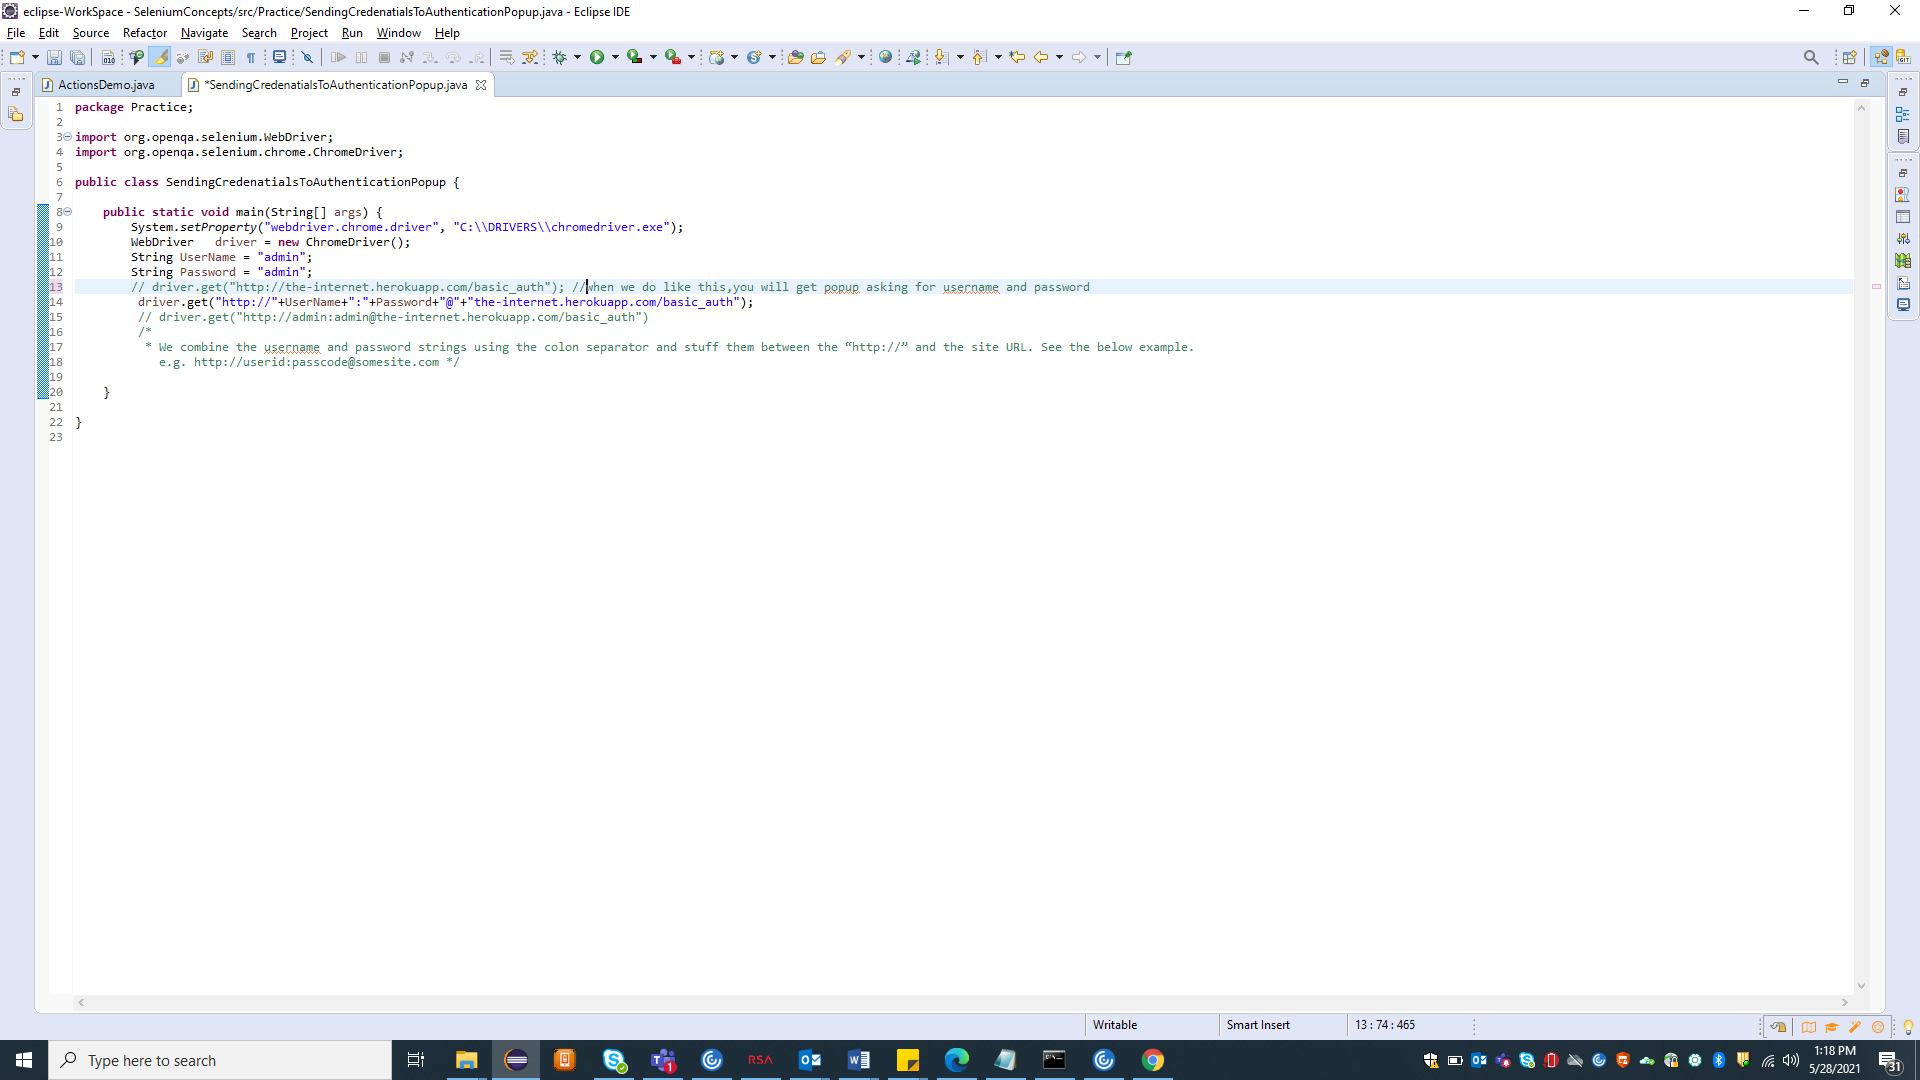 eclipse-WorkSpace - SeleniumConcepts/src/Practice/SendingCredenatialsToAuthenticationPopup.java - Eclipse IDE
File Edit Source Refactor Navigate Search Project Run Window Help
ActionsDemo.java *SendingCredenatialsToAuthenticationPopup.java
1 package Practice;
2
3 import org.openqa.selenium.WebDriver;
4 import org.openqa.selenium.chrome.ChromeDriver;
5
6 public class SendingCredenatialsToAuthenticationPopup {
7
8 public static void main(String[] args) {
9 System.setProperty("webdriver.chrome.driver", "C:\\DRIVERS\\chromedriver.exe");
10 WebDriver driver = new ChromeDriver();
11 String UserName = "admin";
12 String Password = "admin";
13 // driver.get("http://the-internet.herokuapp.com/basic_auth"); //when we do like this,you will get popup asking for username and password
14 driver.get("http://"+UserName+":"+Password+"@"+"the-internet.herokuapp.com/basic_auth");
15 // driver.get("http://admin:admin@the-internet.herokuapp.com/basic_auth")
16 /*
17 * We combine the username and password strings using the colon separator and stuff them between the “http://” and the site URL. See the below example.
18 e.g. http://userid:passcode@somesite.com */
19
20 }
21
22 }
23
Writable Smart Insert 13 : 74 : 465
Type here to search
RSA
1
1:18 PM
5/28/2021
31